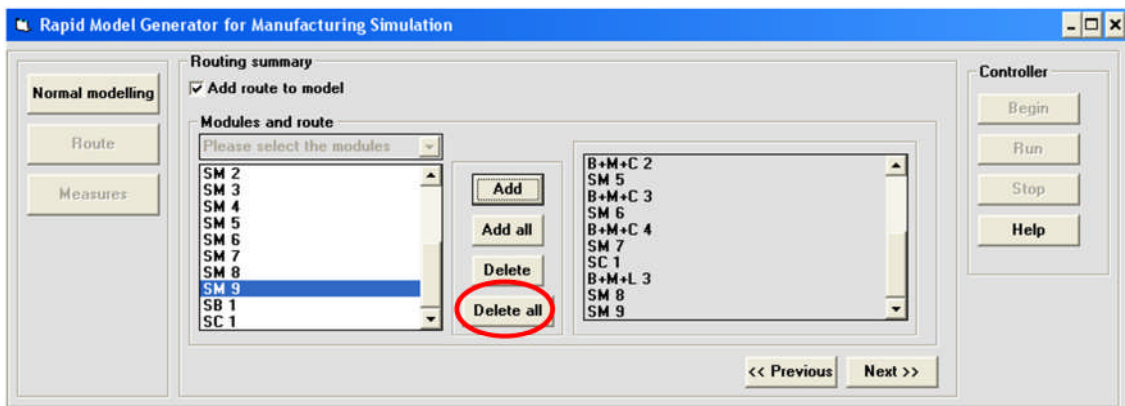 Rapid Model Generator for Manufacturing Simulation
Normal modelling
Route
Measures
Routing summary
Add route to model
Modules and route
Please select the modules
SM 2
SM 3
SM 4
SM 5
SM 6
SM 7
SM 8
SM 9
SB 1
SC 1
Add
Add all
Delete
Delete all
B+M+C 2
SM 5
B+M+C 3
SM 6
B+M+C 4
SM 7
SC 1
B+M+L 3
SM 8
SM 9
<< Previous
Next >>
Controller
Begin
Run
Stop
Help